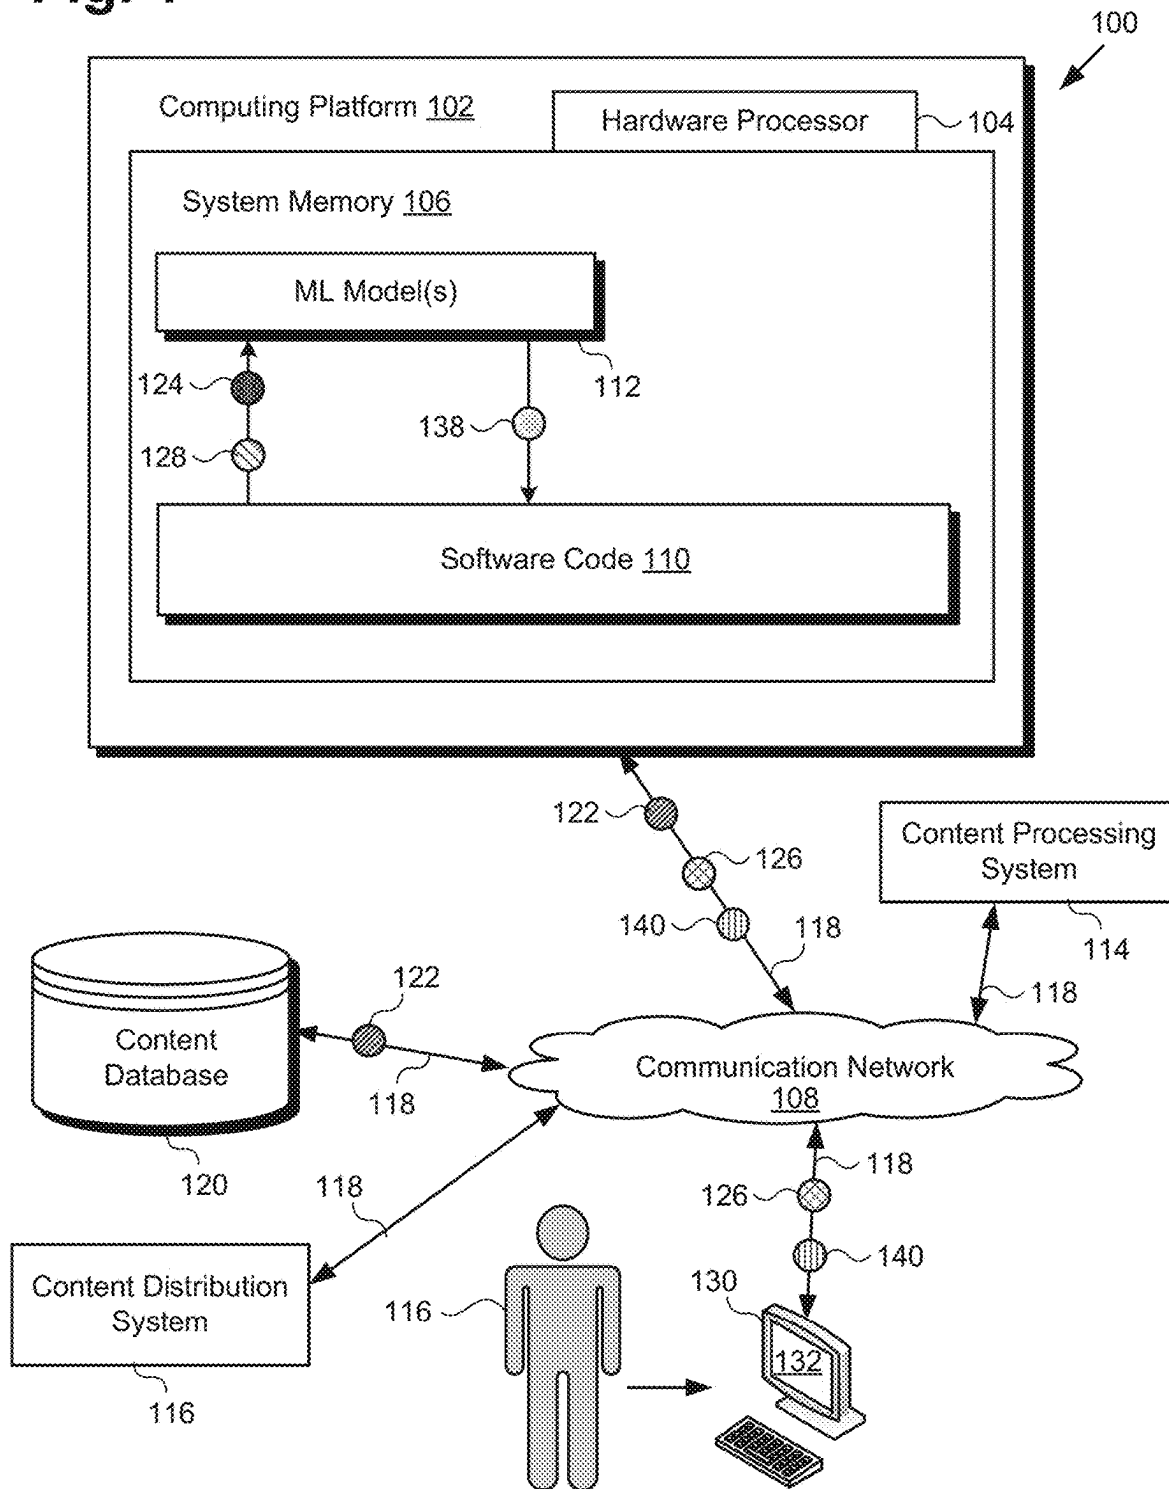 100
Computing Platform 102
Hardware Processor
104
System Memory 106
ML Model(s)
112
124
138
128
Software Code 110
122
126
140
118
Content Processing
System
114
118
122
118
Content
Database
120
Communication Network
108
118
118
126
140
130
132
116
Content Distribution
System
116